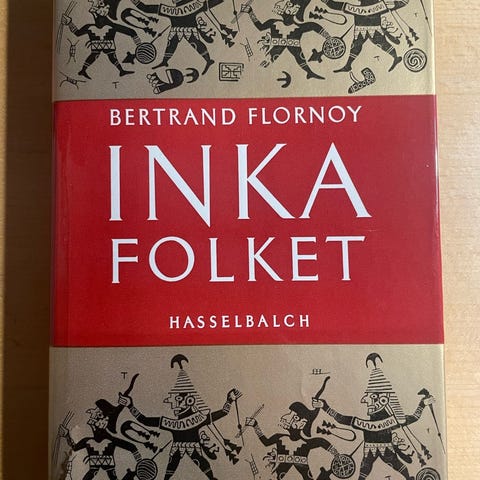 BERTRAND FLORNOY
INKA
FOLKET
HASSELBALCH